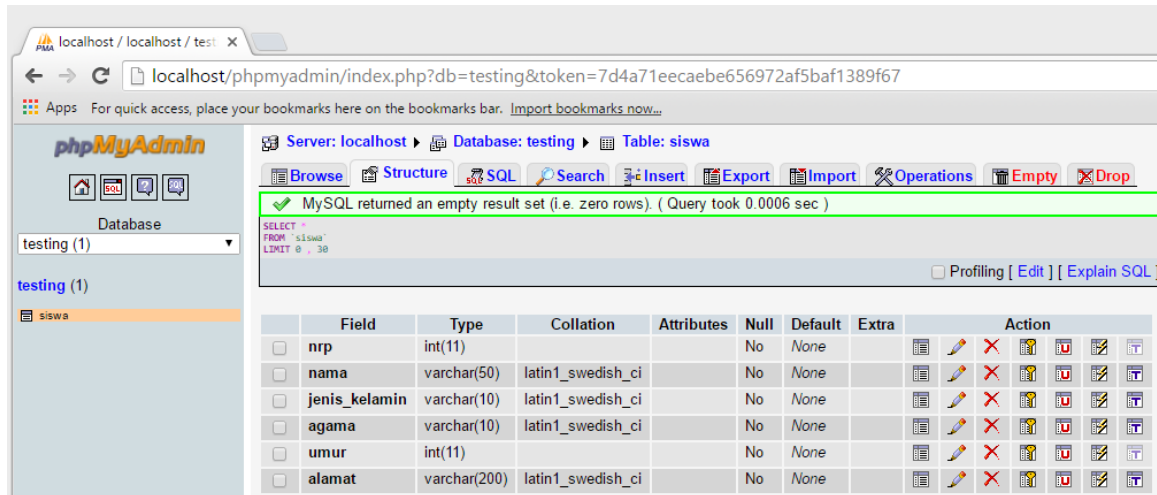 localhost / localhost / test
localhost/phpmyadmin/index.php?db=testing&token=7d4a71eecaebe656972af5baf1389f67
Apps For quick access, place your bookmarks here on the bookmarks bar. Import bookmarks now...
phpMyAdmin
Database
testing (1)
testing (1)
siswa
Server: localhost Database: testing Table: siswa
Browse Structure SQL Search Insert Export Import Operations Empty Drop
MySQL returned an empty result set (i.e. zero rows). ( Query took 0.0006 sec )
SELECT *
FROM `siswa`
LIMIT 0 , 30
Profiling [ Edit ] [ Explain SQL ]
Field Type Collation Attributes Null Default Extra Action
nrp int(11) No None
nama varchar(50) latin1_swedish_ci No None
jenis_kelamin varchar(10) latin1_swedish_ci No None
agama varchar(10) latin1_swedish_ci No None
umur int(11) No None
alamat varchar(200) latin1_swedish_ci No None